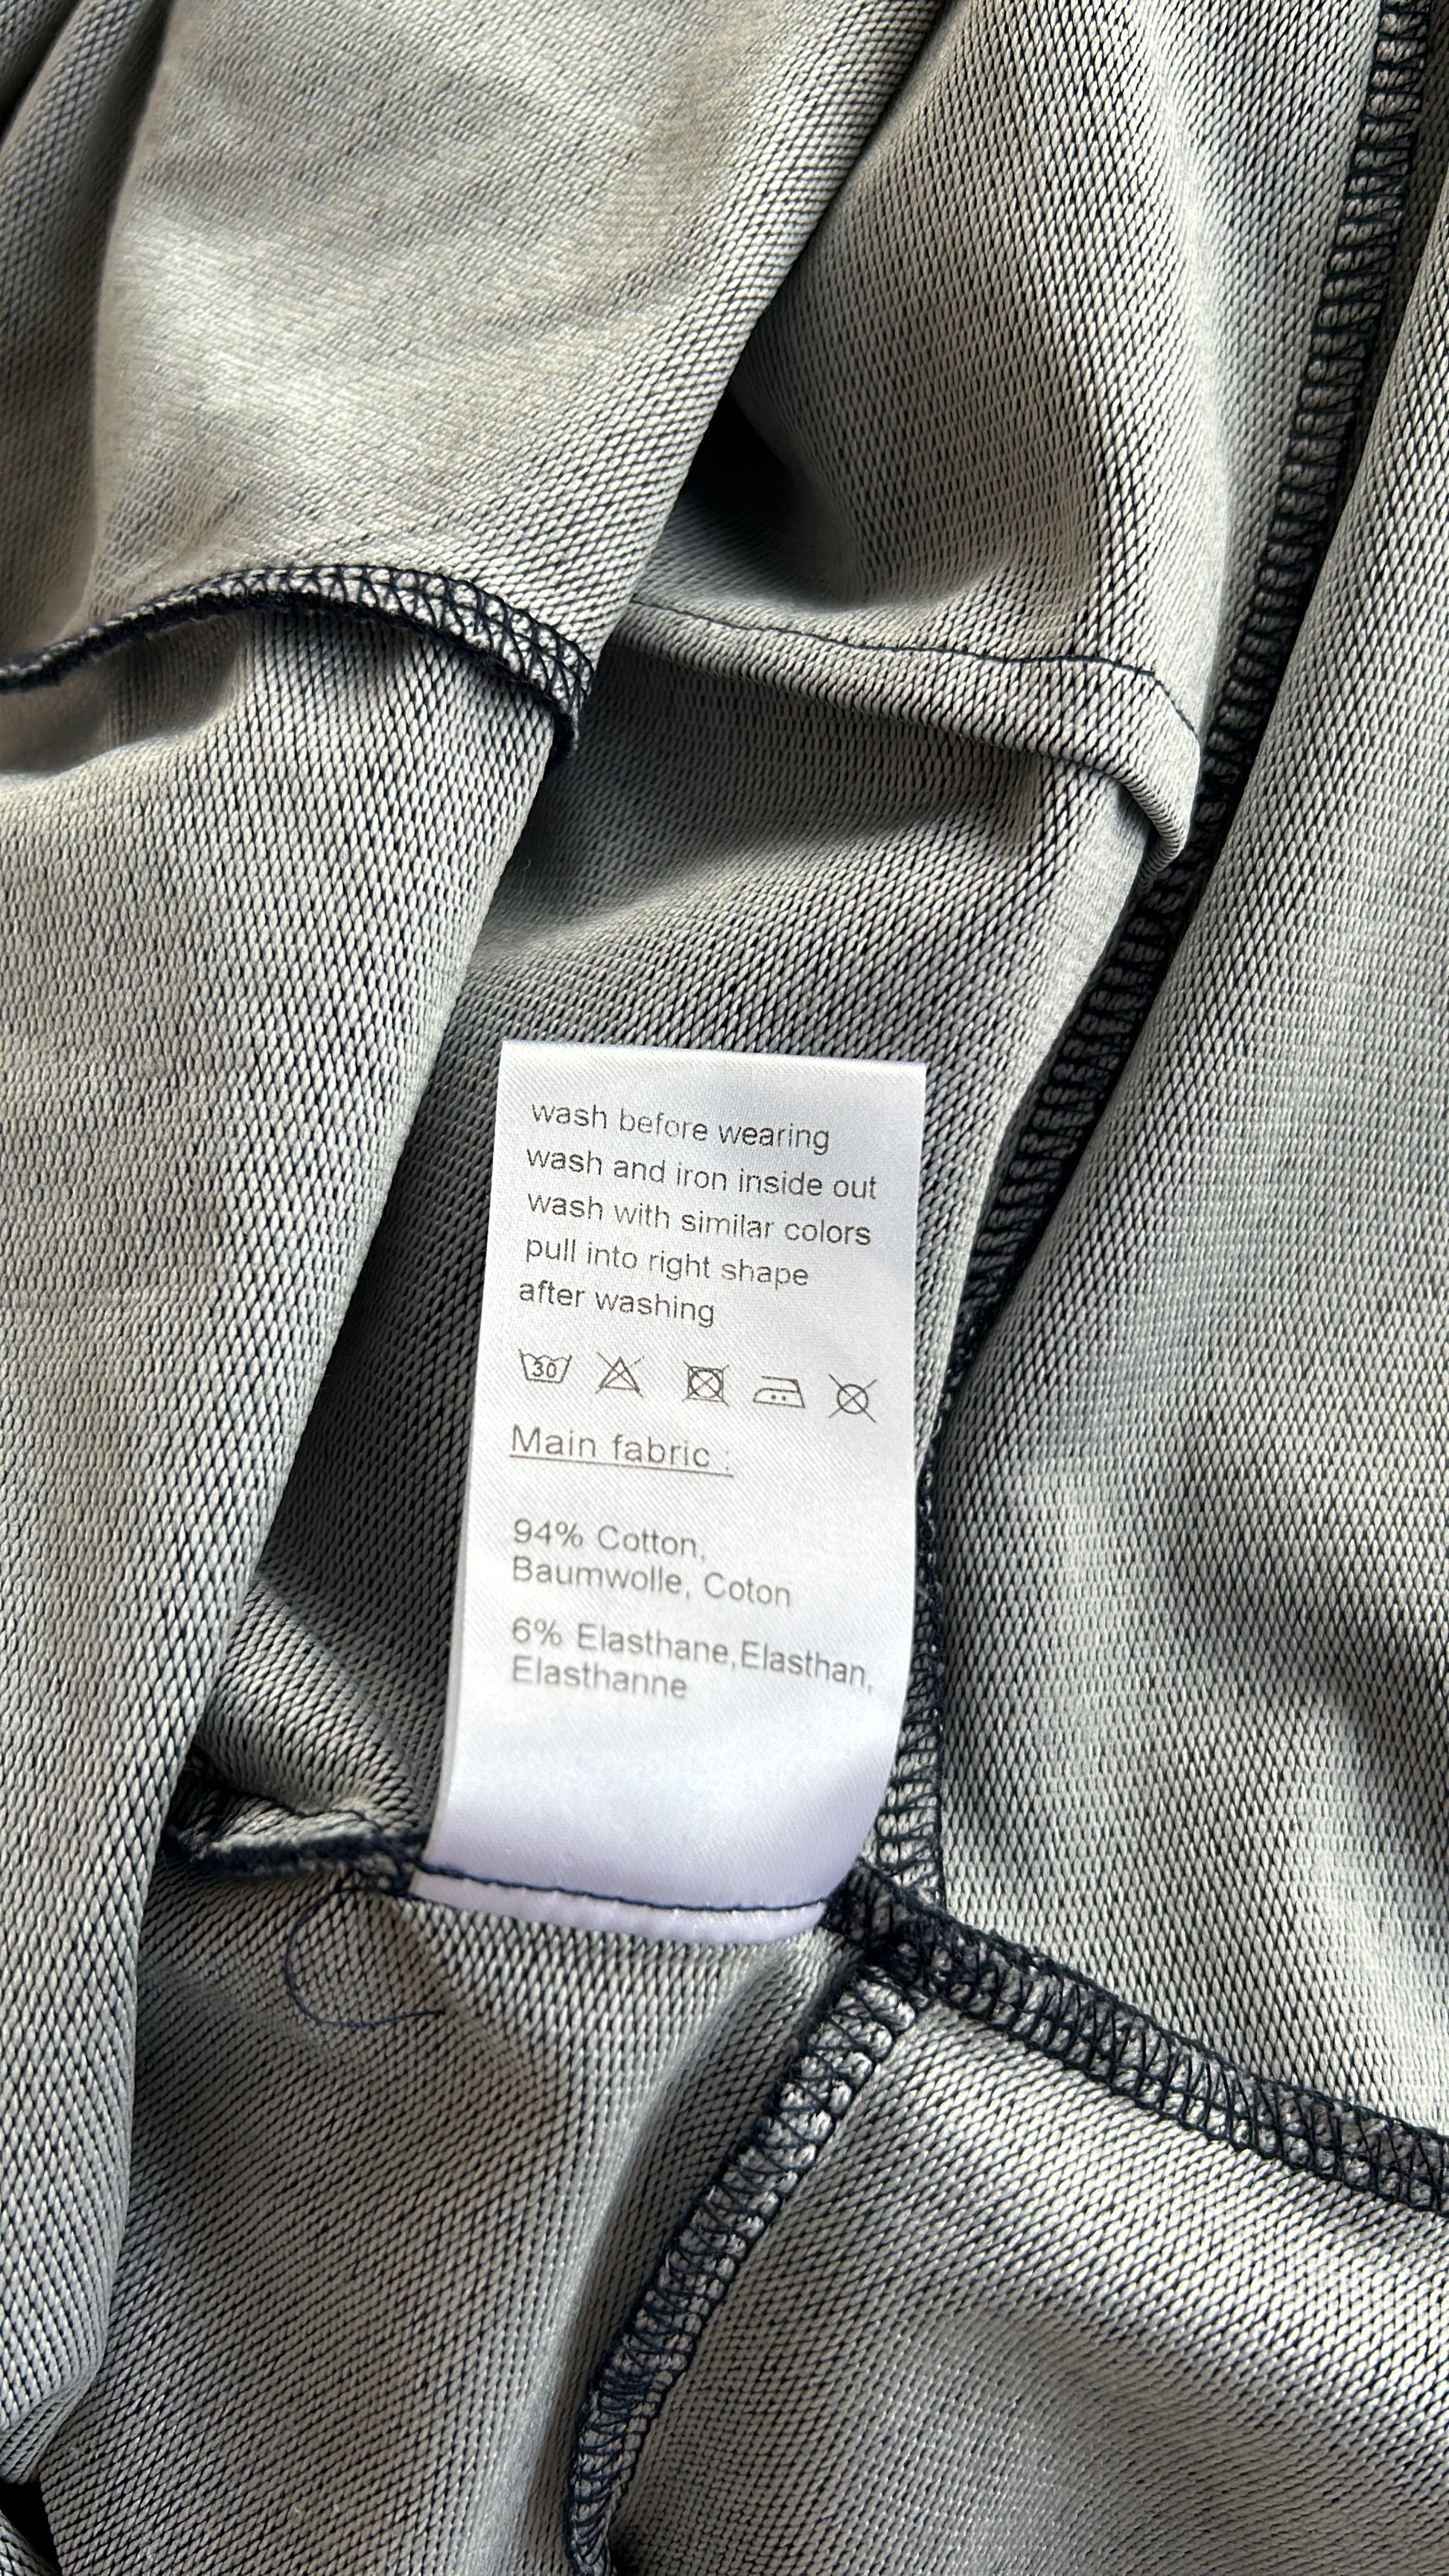 wash before wearing
wash and iron inside out
wash with similar colors
pull into right shape
after washing
30
Main fabric :
94% Cotton,
Baumwolle, Coton
6% Elasthane,Elasthan,
Elasthanne